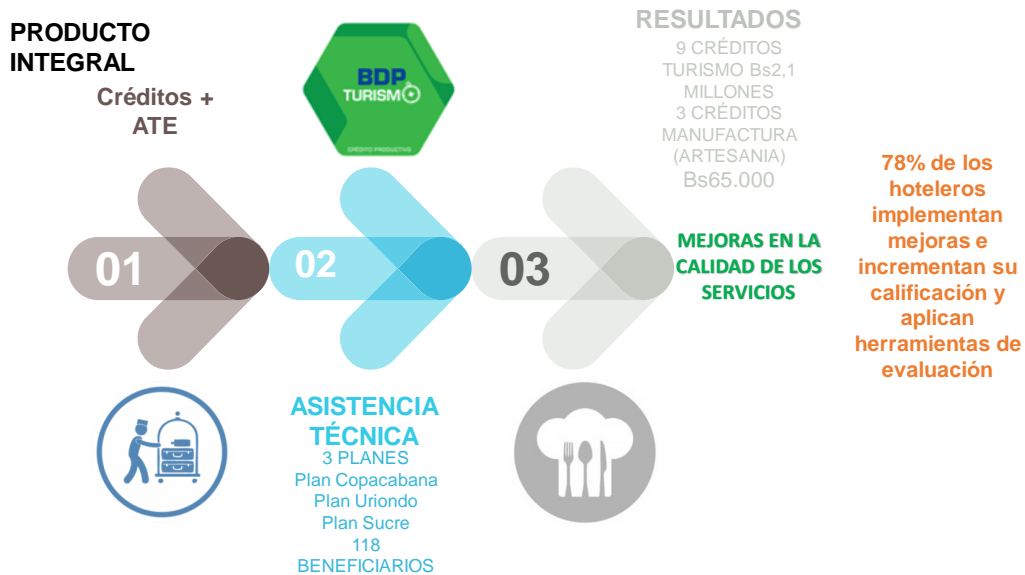 PRODUCTO
INTEGRAL
Créditos +
ATE
BDP
TURISMO
CRÉDITO PRODUCTIVO
RESULTADOS
9 CRÉDITOS
TURISMO Bs2,1
MILLONES
3 CRÉDITOS
MANUFACTURA
(ARTESANIA)
Bs65.000
01
02
03
MEJORAS EN LA
CALIDAD DE LOS
SERVICIOS
78% de los
hoteleros
implementan
mejoras e
incrementan su
calificación y
aplican
herramientas de
evaluación
ASISTENCIA
TÉCNICA
3 PLANES
Plan Copacabana
Plan Uriondo
Plan Sucre
118
BENEFICIARIOS